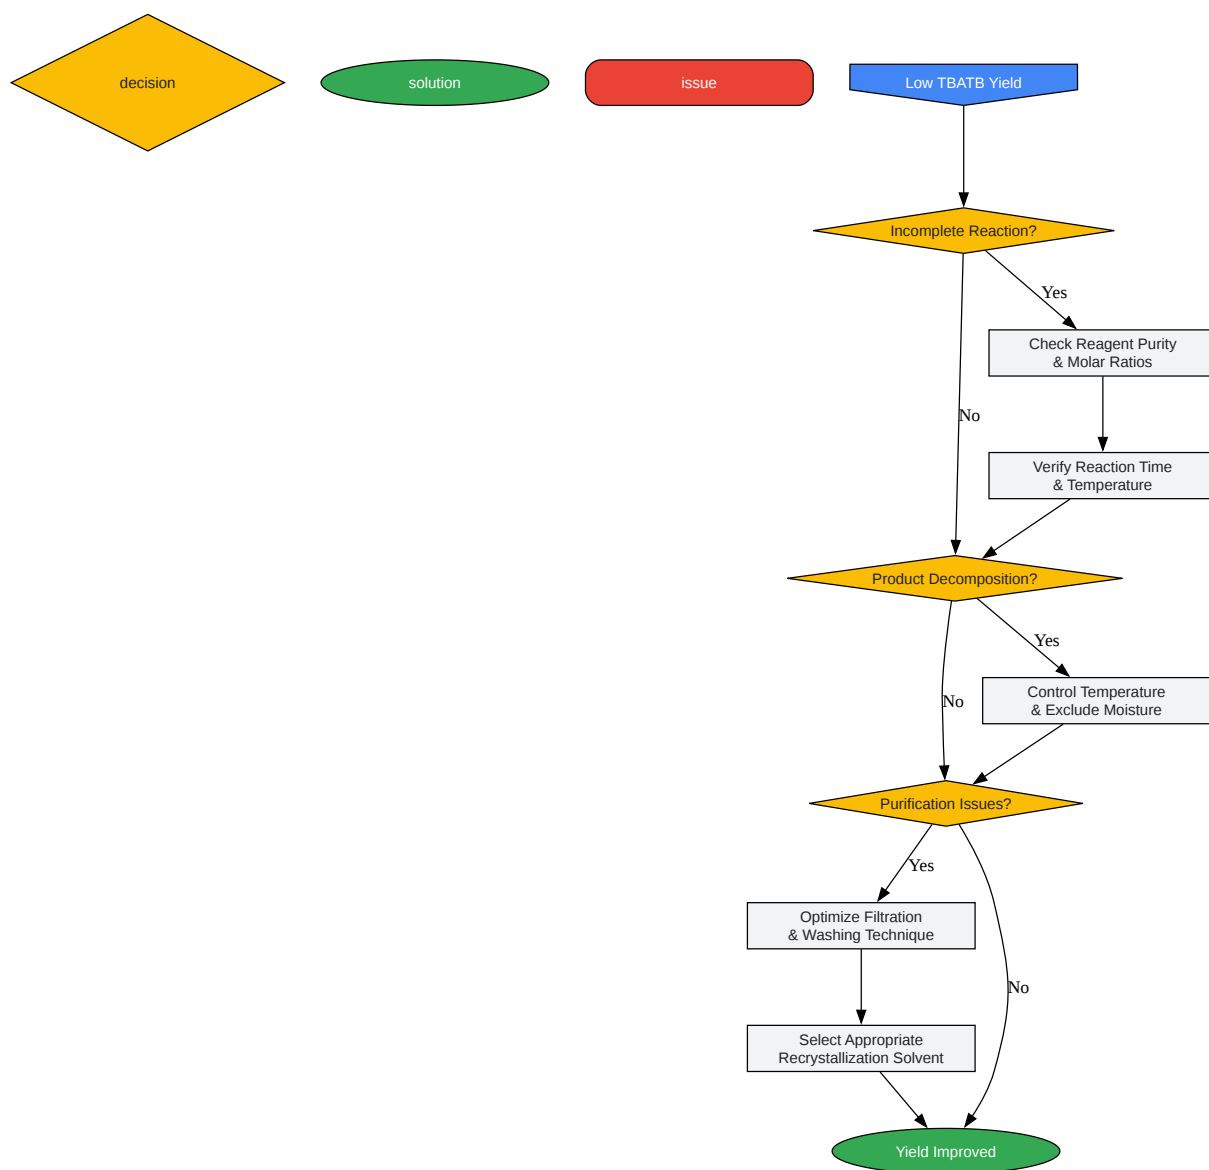 decision
solution
issue
Low TBATB Yield
Incomplete Reaction?
Yes
Check Reagent Purity
& Molar Ratios
No
Verify Reaction Time
& Temperature
Product Decomposition?
Yes
Control Temperature
& Exclude Moisture
No
Purification Issues?
Yes
Optimize Filtration
& Washing Technique
No
Select Appropriate
Recrystallization Solvent
Yield Improved